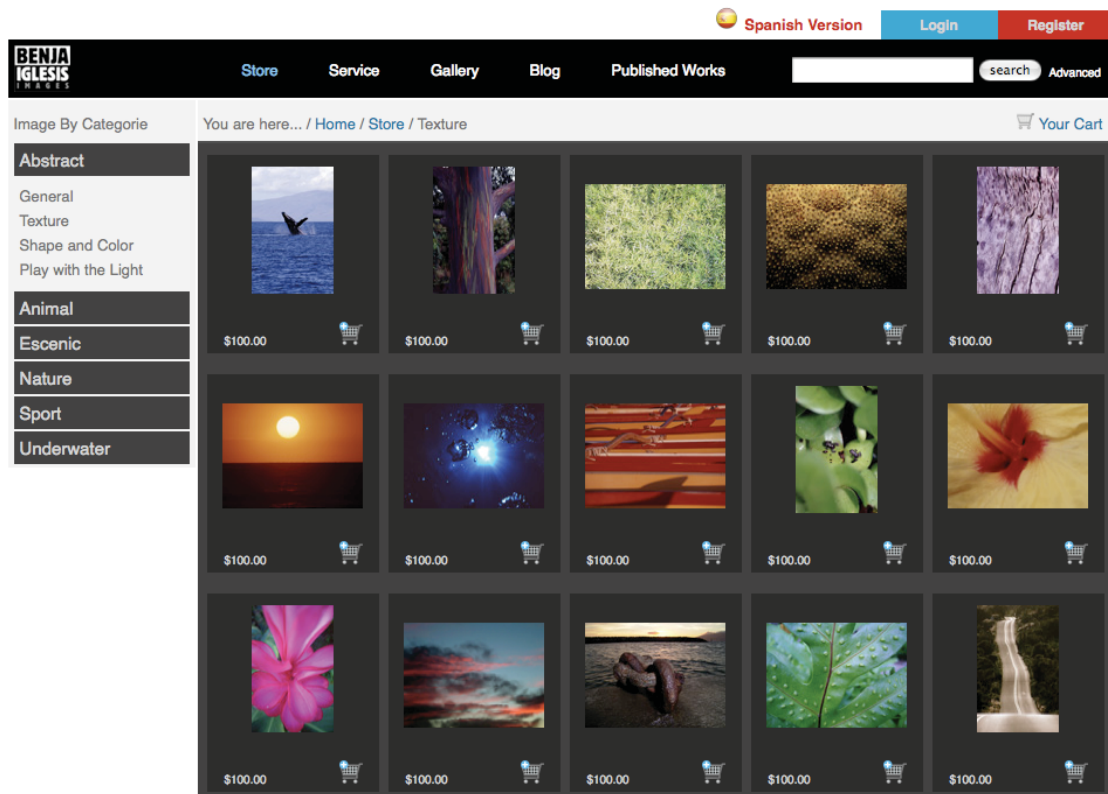 Spanish Version Login Register
BENJA
IGLESIS
IMAGES
Store Service Gallery Blog Published Works search Advanced
Image By Categorie
You are here... / Home / Store / Texture
Your Cart
Abstract
General
Texture
Shape and Color
Play with the Light
Animal
Escenic
Nature
Sport
Underwater
$100.00 $100.00 $100.00 $100.00 $100.00
$100.00 $100.00 $100.00 $100.00 $100.00
$100.00 $100.00 $100.00 $100.00 $100.00